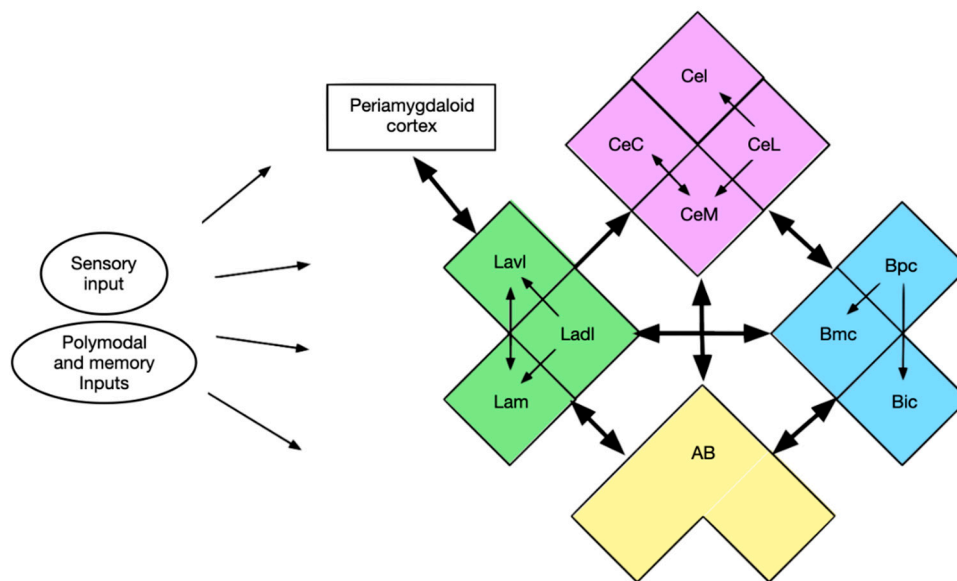 Periamygdaloid
cortex
Cel
CeC
CeL
CeM
Sensory
input
Polymodal
and memory
Inputs
Lavl
Ladl
Lam
Bpc
Bmc
Bic
AB